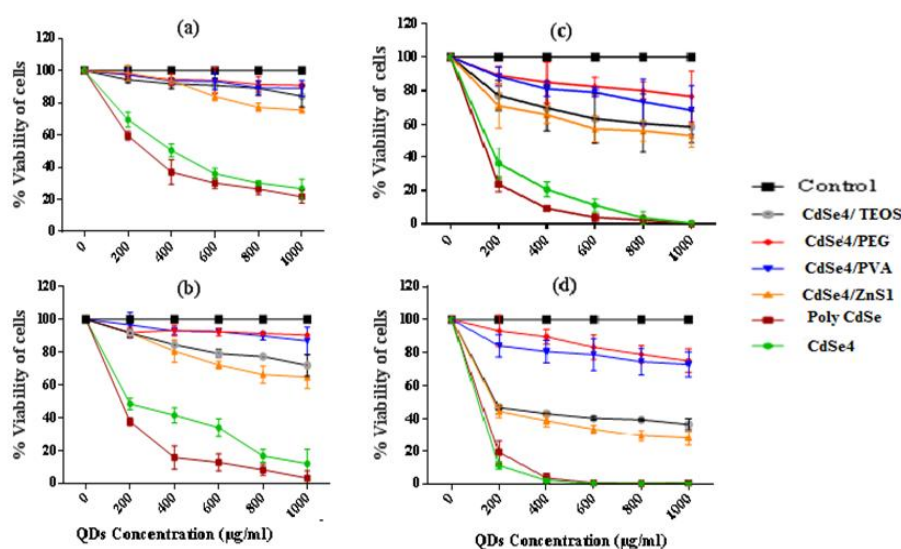 (a)
% Viability of cells
120
100
80
60
40
20
0
0 200 400 600 800 1000
(c)
% Viability of cells
120
100
80
60
40
20
0
0 200 400 600 800 1000
(b)
% Viability of cells
120
100
80
60
40
20
0
0 200 400 600 800 1000
QDs Concentration (µg/ml)
(d)
% Viability of cells
120
100
80
60
40
20
0
0 200 400 600 800 1000
QDs Concentration (µg/ml)
Control
CdSe4/ TEOS
CdSe4/PEG
CdSe4/PVA
CdSe4/ZnS1
Poly CdSe
CdSe4